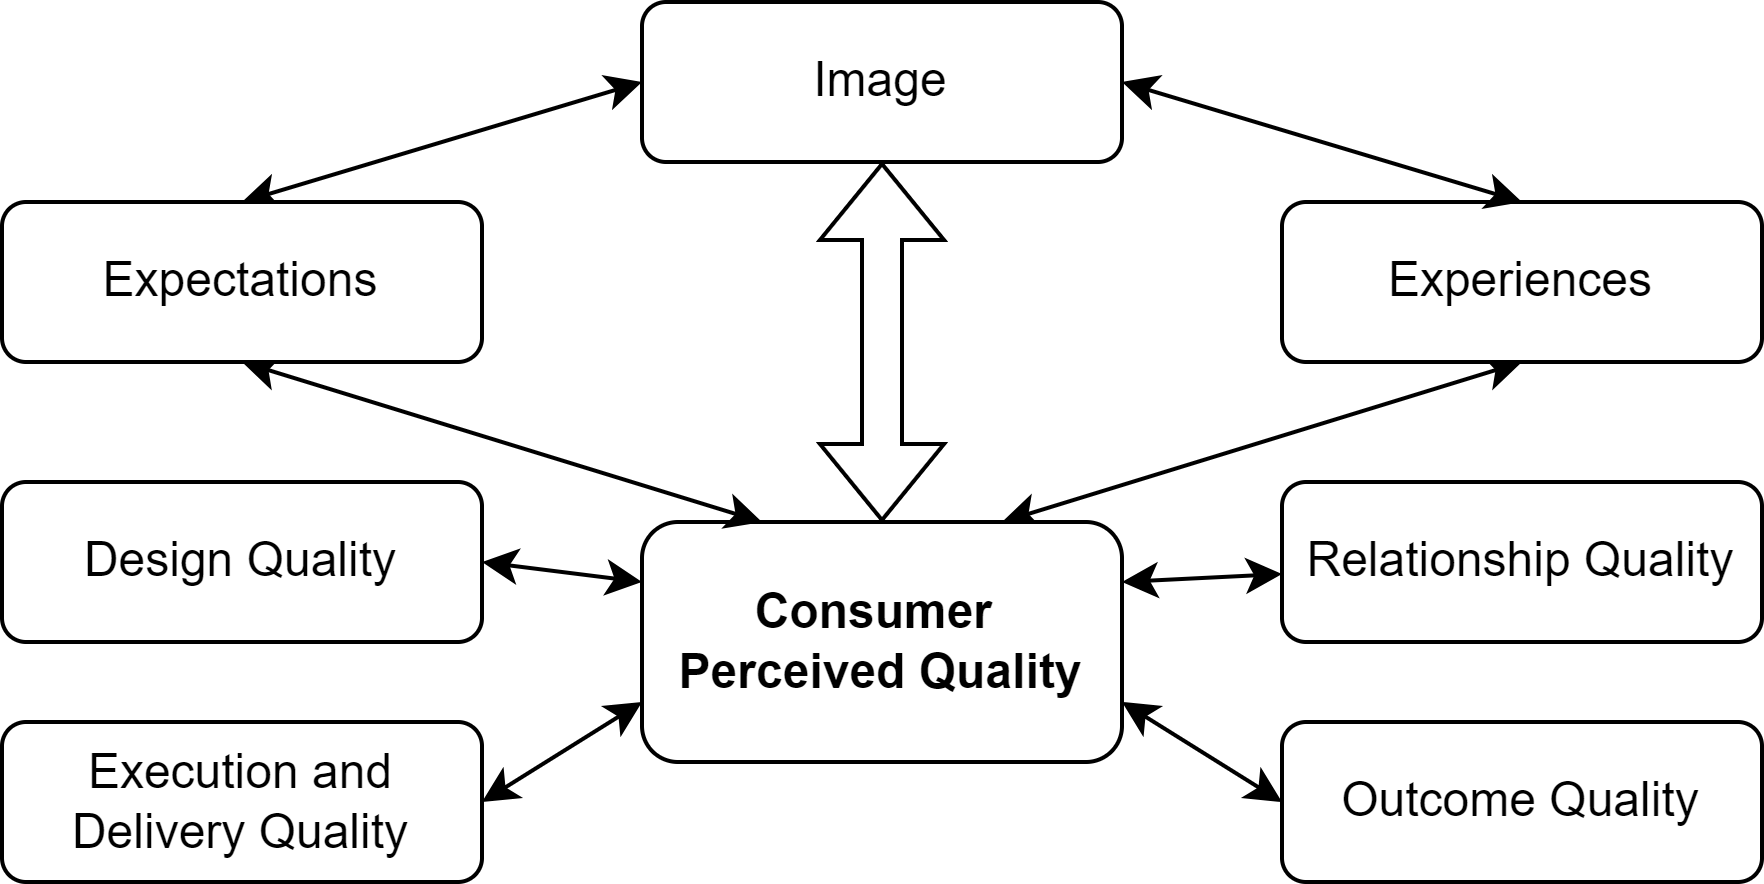 Image
Expectations
Experiences
Design Quality
Relationship Quality
Consumer
Perceived Quality
Execution and
Delivery Quality
Outcome Quality